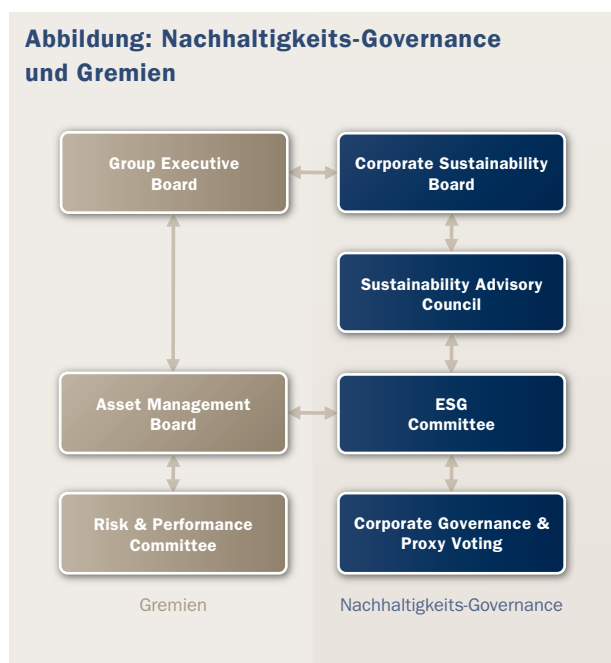 Abbildung: Nachhaltigkeits-Governance
und Gremien
Group Executive
Board
Corporate Sustainability
Board
Sustainability Advisory
Council
Asset Management
Board
ESG
Committee
Risk & Performance
Committee
Corporate Governance &
Proxy Voting
Gremien
Nachhaltigkeits-Governance